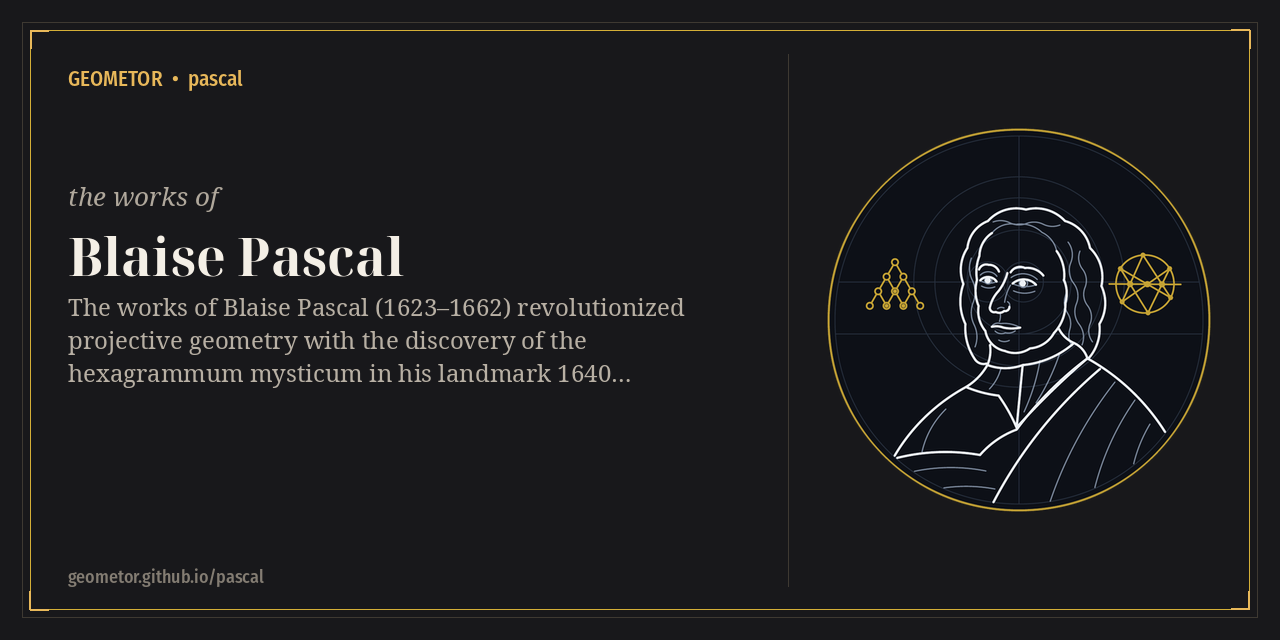 GEOMETOR • pascal
the works of
Blaise Pascal
The works of Blaise Pascal (1623–1662) revolutionized
projective geometry with the discovery of the
hexagrammum mysticum in his landmark 1640...
geometor.github.io/pascal